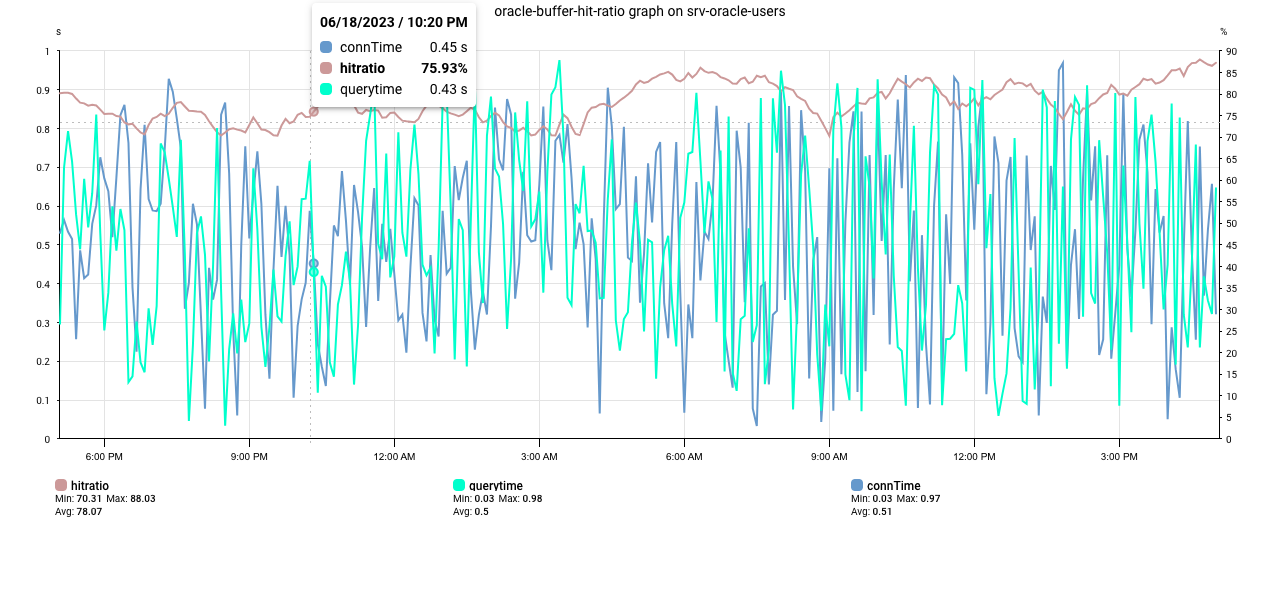 oracle-buffer-hit-ratio graph on srv-oracle-users
06/18/2023 / 10:20 PM
connTime 0.45 s
hitratio 75.93%
querytime 0.43 s
s
%
1
0.9
0.8
0.7
0.6
0.5
0.4
0.3
0.2
0.1
0
90
85
80
75
70
65
60
55
50
45
40
35
30
25
20
15
10
5
0
6:00 PM 9:00 PM 12:00 AM 3:00 AM 6:00 AM 9:00 AM 12:00 PM 3:00 PM
hitratio
Min: 70.31 Max: 88.03
Avg: 78.07
querytime
Min: 0.03 Max: 0.98
Avg: 0.5
connTime
Min: 0.03 Max: 0.97
Avg: 0.51